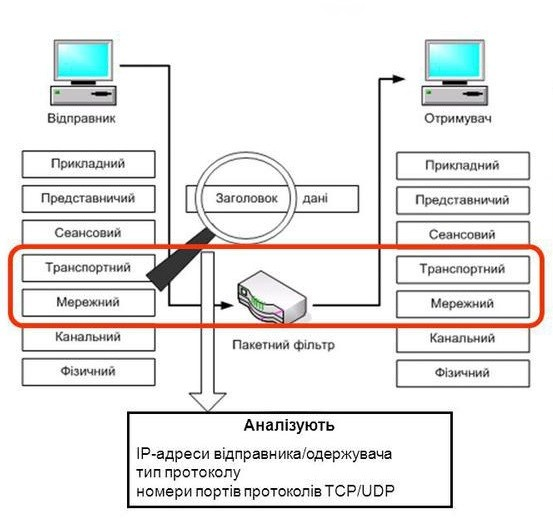 Відправник
Отримувач
Прикладний
Прикладний
Представничий
Заголовок
дані
Представничий
Сеансовий
Сеансовий
Транспортний
Транспортний
Мережний
Мережний
Канальний
Пакетний фільтр
Канальний
Фізичний
Фізичний
Аналізують
IP-адреси відправника/одержувача
тип протоколу
номери портів протоколів TCP/UDP